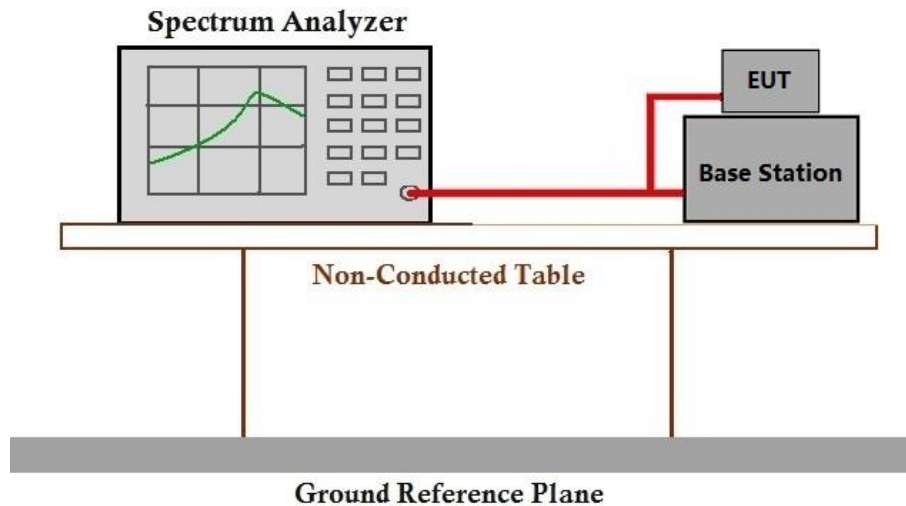 Spectrum Analyzer
EUT
Base Station
Non-Conducted Table
Ground Reference Plane